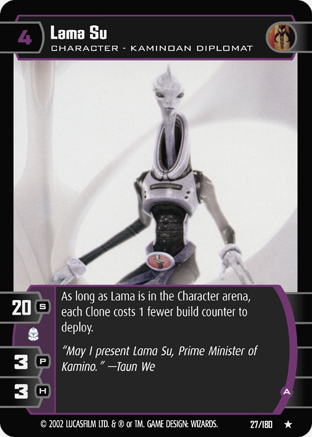 4
Lama Su
CHARACTER - KAMINOAN DIPLOMAT
20 S
As long as Lama is in the Character arena,
each Clone costs 1 fewer build counter to
deploy.
"May I present Lama Su, Prime Minister of
Kamino." —Taun We
3 P
3 H
A
© 2002 LUCASFILM LTD. & ® or TM. GAME DESIGN: WIZARDS. 27/180 ★